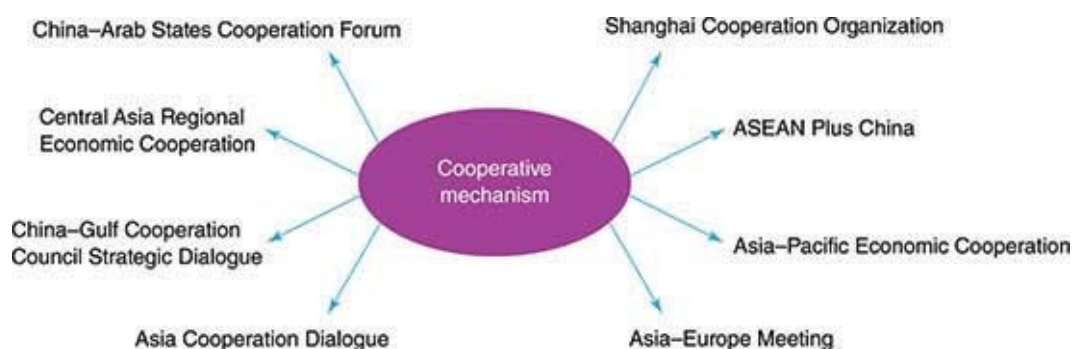 China–Arab States Cooperation Forum
Shanghai Cooperation Organization
Central Asia Regional
Economic Cooperation
ASEAN Plus China
Cooperative
mechanism
China–Gulf Cooperation
Council Strategic Dialogue
Asia–Pacific Economic Cooperation
Asia Cooperation Dialogue
Asia–Europe Meeting